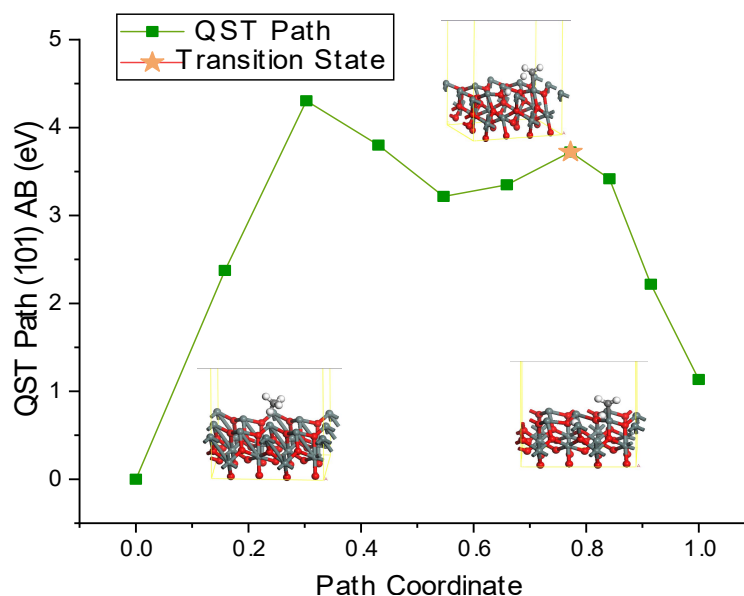 QST Path
Transition State
QST Path (101) AB (eV)
5
4
3
2
1
0
0.0 0.2 0.4 0.6 0.8 1.0
Path Coordinate